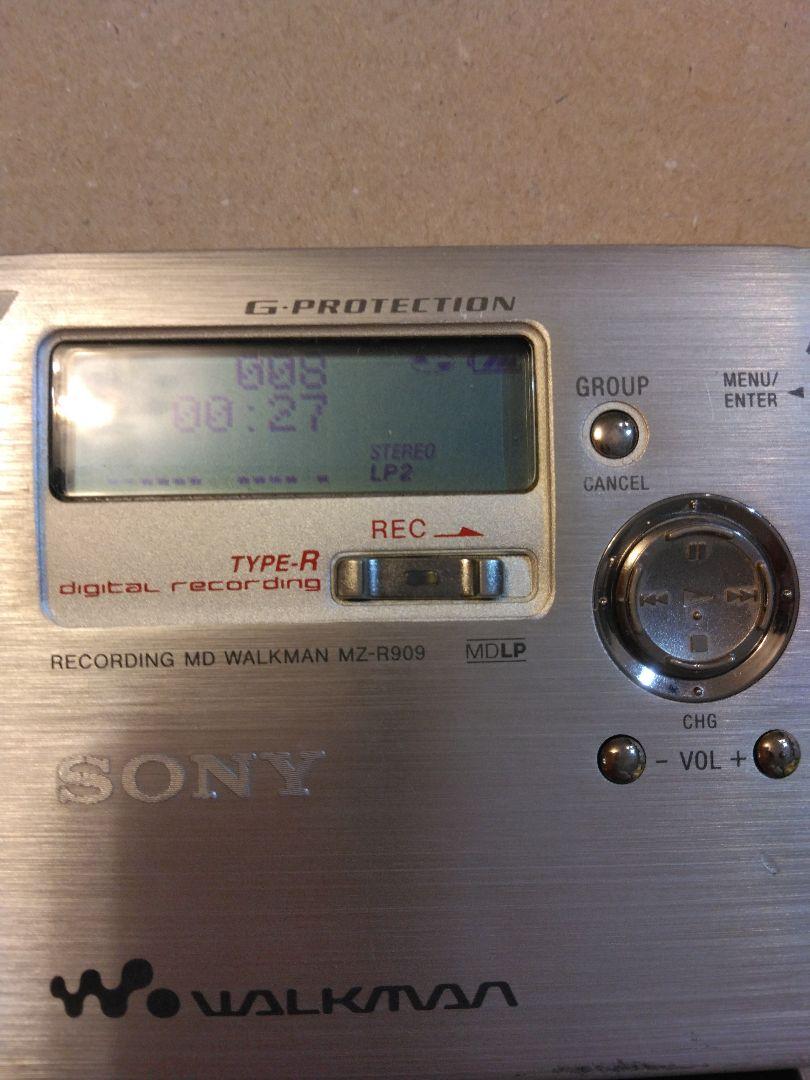 G-PROTECTION
008
00:27
STEREO
LP2
GROUP
MENU/
ENTER
CANCEL
REC
TYPE-R
digital recording
RECORDING MD WALKMAN MZ-R909
MDLP
CHG
- VOL +
SONY
WALKMAN